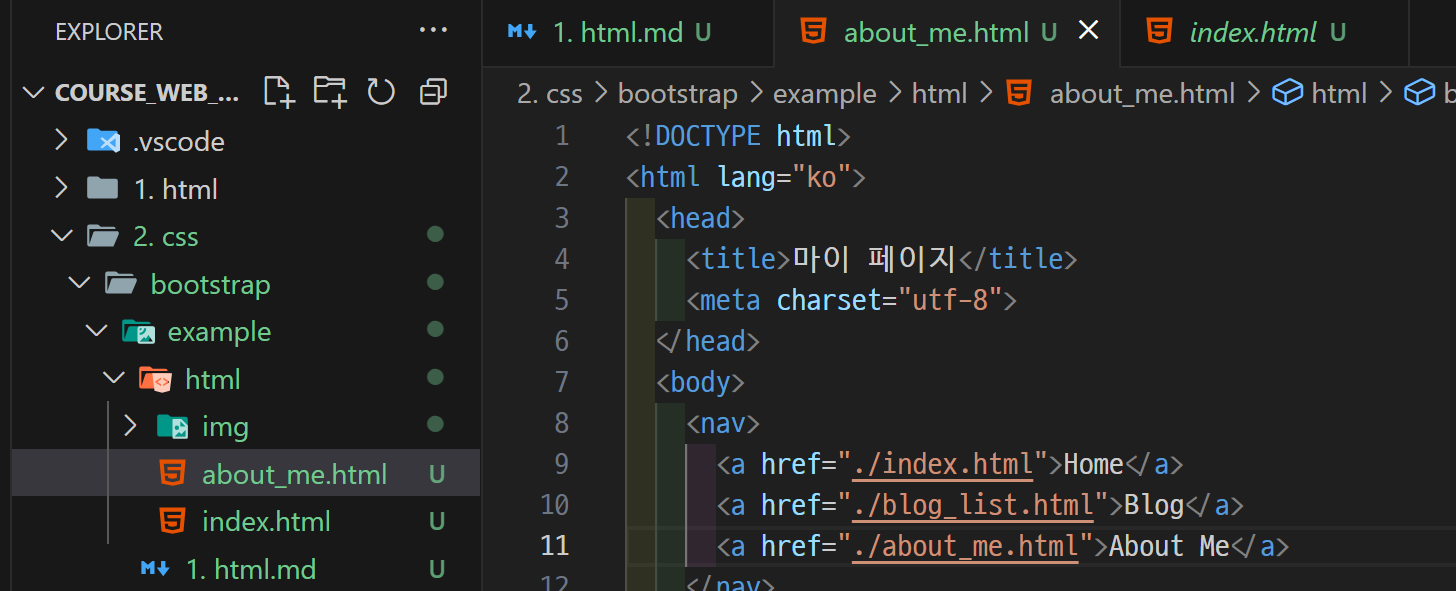 EXPLORER ...
1. html.md U
about_me.html U
index.html U
COURSE_WEB_...
2. css > bootstrap > example > html > about_me.html > html > b
.vscode
1. html
2. css
bootstrap
example
html
img
about_me.html U
index.html U
1. html.md U
1 <!DOCTYPE html>
2 <html lang="ko">
3 <head>
4 <title>마이 페이지</title>
5 <meta charset="utf-8">
6 </head>
7 <body>
8 <nav>
9 <a href="./index.html">Home</a>
10 <a href="./blog_list.html">Blog</a>
11 <a href="./about_me.html">About Me</a>
12 </nav>